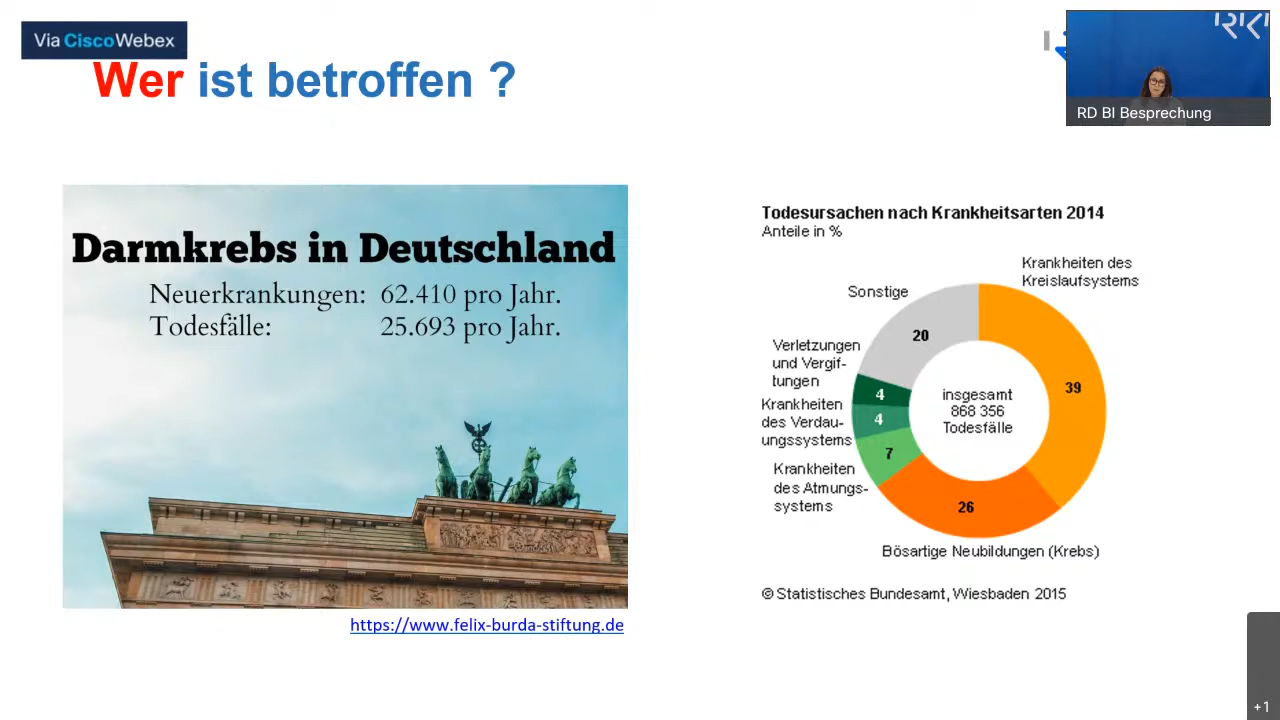 Via CiscoWebex
Wer ist betroffen ?
RKI
RD BI Besprechung
Darmkrebs in Deutschland
Neuerkrankungen: 62.410 pro Jahr.
Todesfälle: 25.693 pro Jahr.
https://www.felix-burda-stiftung.de
Todesursachen nach Krankheitsarten 2014
Anteile in %
Krankheiten des
Kreislaufsystems
Sonstige
20
39
Verletzungen
und Vergif-
tungen
4
Krankheiten
des Verdau-
ungssystems
4
Krankheiten
des Atmungs-
systems
7
insgesamt
868 356
Todesfälle
26
Bösartige Neubildungen (Krebs)
© Statistisches Bundesamt, Wiesbaden 2015
+1